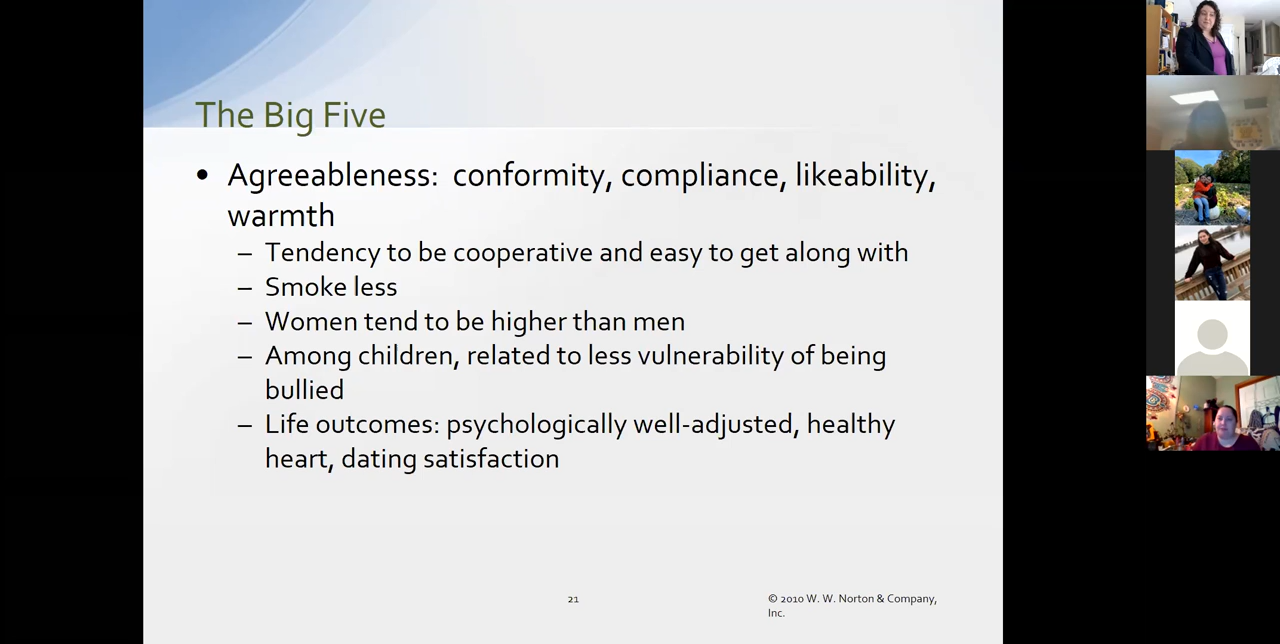 The Big Five
• Agreeableness: conformity, compliance, likeability,
warmth
– Tendency to be cooperative and easy to get along with
– Smoke less
– Women tend to be higher than men
– Among children, related to less vulnerability of being
bullied
– Life outcomes: psychologically well-adjusted, healthy
heart, dating satisfaction
21
© 2010 W. W. Norton & Company,
Inc.